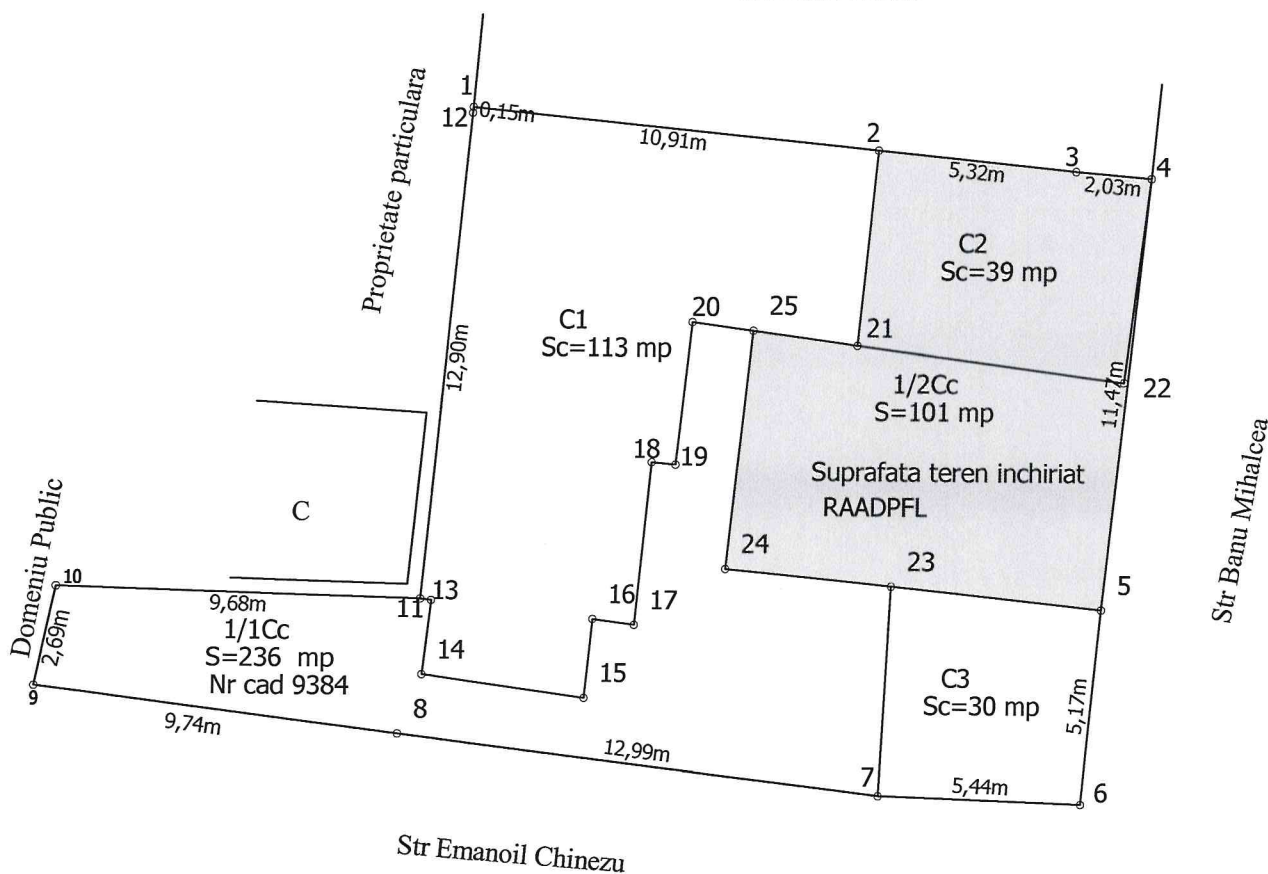 1
12
0,15m
10,91m
2
5,32m
3
2,03m
4
Proprietate particulara
C2
Sc=39 mp
C1
Sc=113 mp
20
25
21
22
12,90m
11,47m
1/2Cc
S=101 mp
18
19
Suprafata teren inchiriat
RAADPFL
Str Banu Mihalcea
C
Domeniu Public
10
2,69m
9,68m
11
13
1/1Cc
S=236 mp
Nr cad 9384
24
23
5
16
17
14
15
9
9,74m
8
12,99m
C3
Sc=30 mp
5,17m
7
5,44m
6
Str Emanoil Chinezu